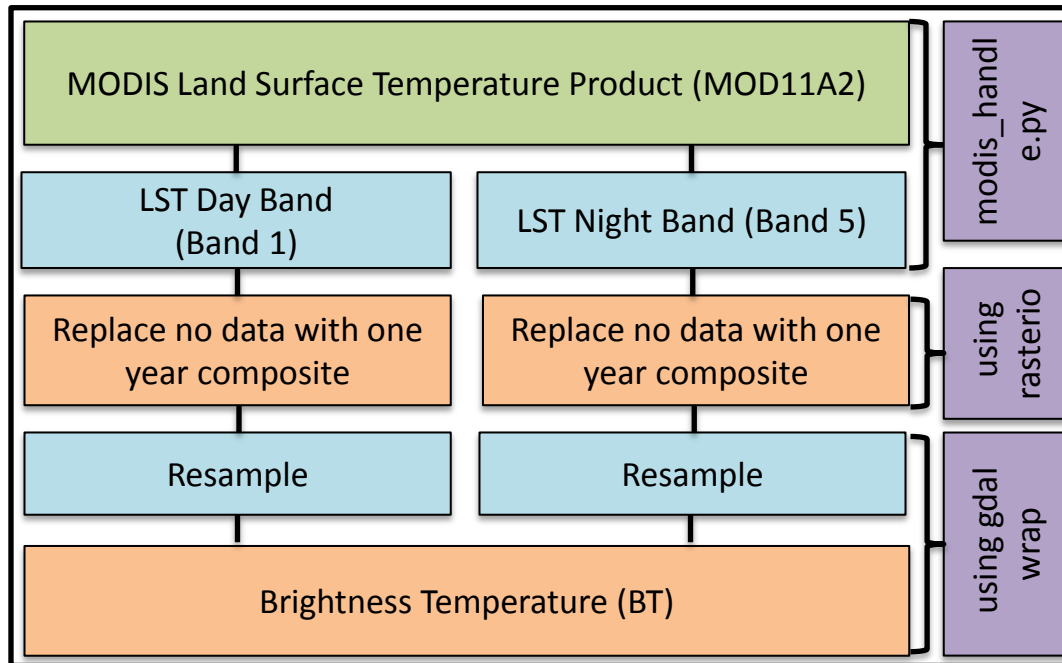 MODIS Land Surface Temperature Product (MOD11A2)
LST Day Band
(Band 1)
LST Night Band (Band 5)
Replace no data with one
year composite
Replace no data with one
year composite
Resample
Resample
Brightness Temperature (BT)
modis_handl
e.py
using
rasterio
using gdal
wrap